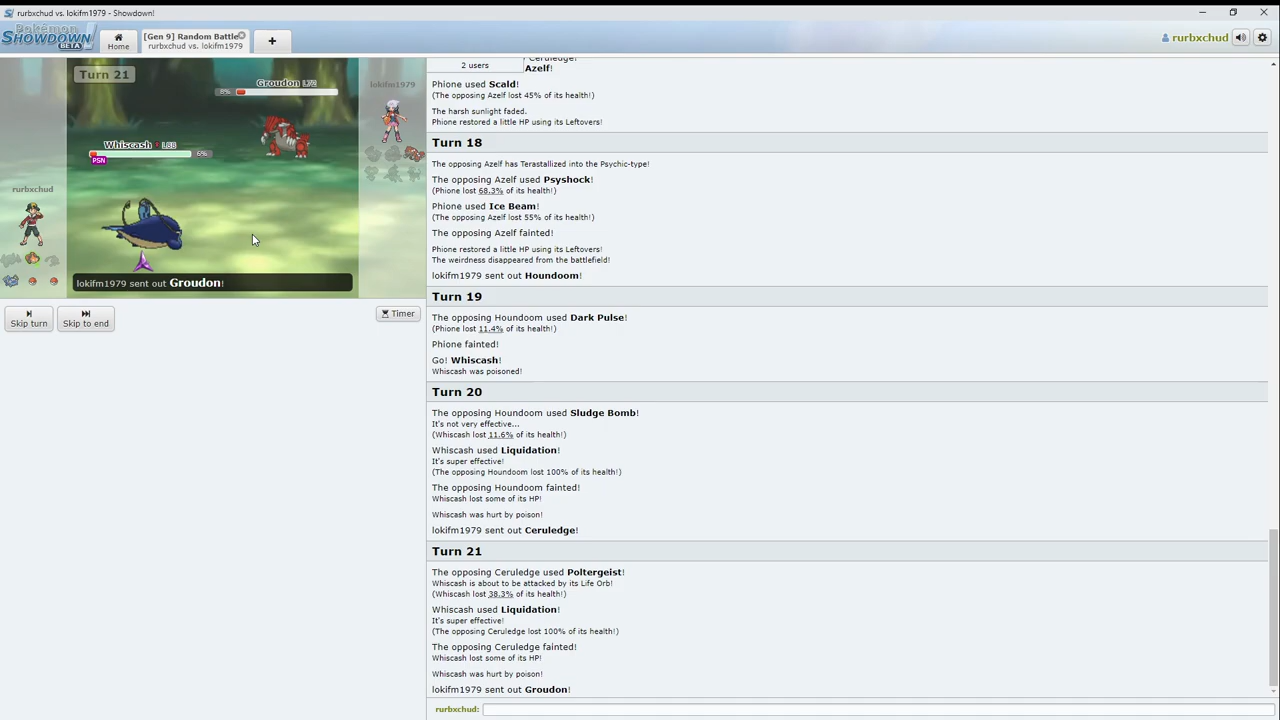 rurbxchud vs. lokifm1979 - Showdown!
Pokémon
Showdown
BETA
Home
[Gen 9] Random Battle
rurbxchud vs. lokifm1979
+
rurbxchud
Turn 21
Groudon L72
8%
lokifm1979
Whiscash L88
PSN
6%
rurbxchud
lokifm1979 sent out Groudon!
Skip turn
Skip to end
Timer
2 users
Ceruledge!
Azelf!
Phione used Scald!
(The opposing Azelf lost 45% of its health!)
The harsh sunlight faded.
Phione restored a little HP using its Leftovers!
Turn 18
The opposing Azelf has Terastallized into the Psychic-type!
The opposing Azelf used Psyshock!
(Phione lost 68.3% of its health!)
Phione used Ice Beam!
(The opposing Azelf lost 55% of its health!)
The opposing Azelf fainted!
Phione restored a little HP using its Leftovers!
The weirdness disappeared from the battlefield!
lokifm1979 sent out Houndoom!
Turn 19
The opposing Houndoom used Dark Pulse!
(Phione lost 11.4% of its health!)
Phione fainted!
Go! Whiscash!
Whiscash was poisoned!
Turn 20
The opposing Houndoom used Sludge Bomb!
It's not very effective...
(Whiscash lost 11.6% of its health!)
Whiscash used Liquidation!
It's super effective!
(The opposing Houndoom lost 100% of its health!)
The opposing Houndoom fainted!
Whiscash lost some of its HP!
Whiscash was hurt by poison!
lokifm1979 sent out Ceruledge!
Turn 21
The opposing Ceruledge used Poltergeist!
Whiscash is about to be attacked by its Life Orb!
(Whiscash lost 38.3% of its health!)
Whiscash used Liquidation!
It's super effective!
(The opposing Ceruledge lost 100% of its health!)
The opposing Ceruledge fainted!
Whiscash lost some of its HP!
Whiscash was hurt by poison!
lokifm1979 sent out Groudon!
rurbxchud: